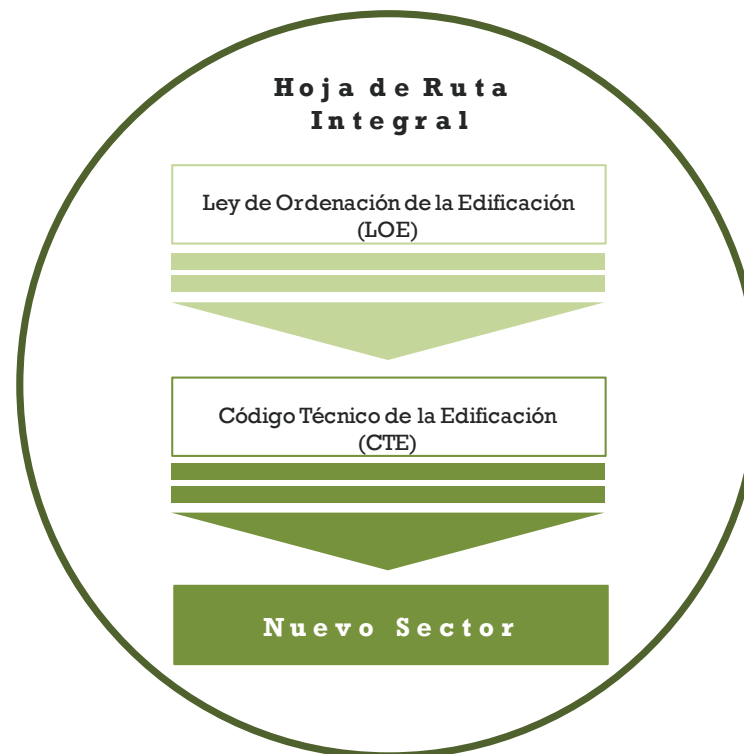 Hoja de Ruta
Integral
Ley de Ordenación de la Edificación
(LOE)
Código Técnico de la Edificación
(CTE)
Nuevo Sector